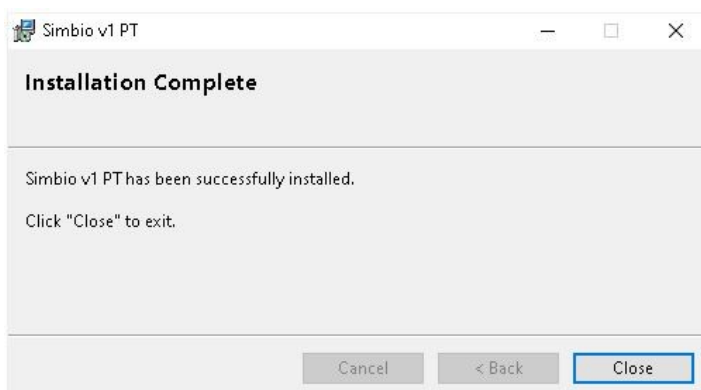 Simbio v1 PT
Installation Complete
Simbio v1 PT has been successfully installed.
Click "Close" to exit.
Cancel
< Back
Close